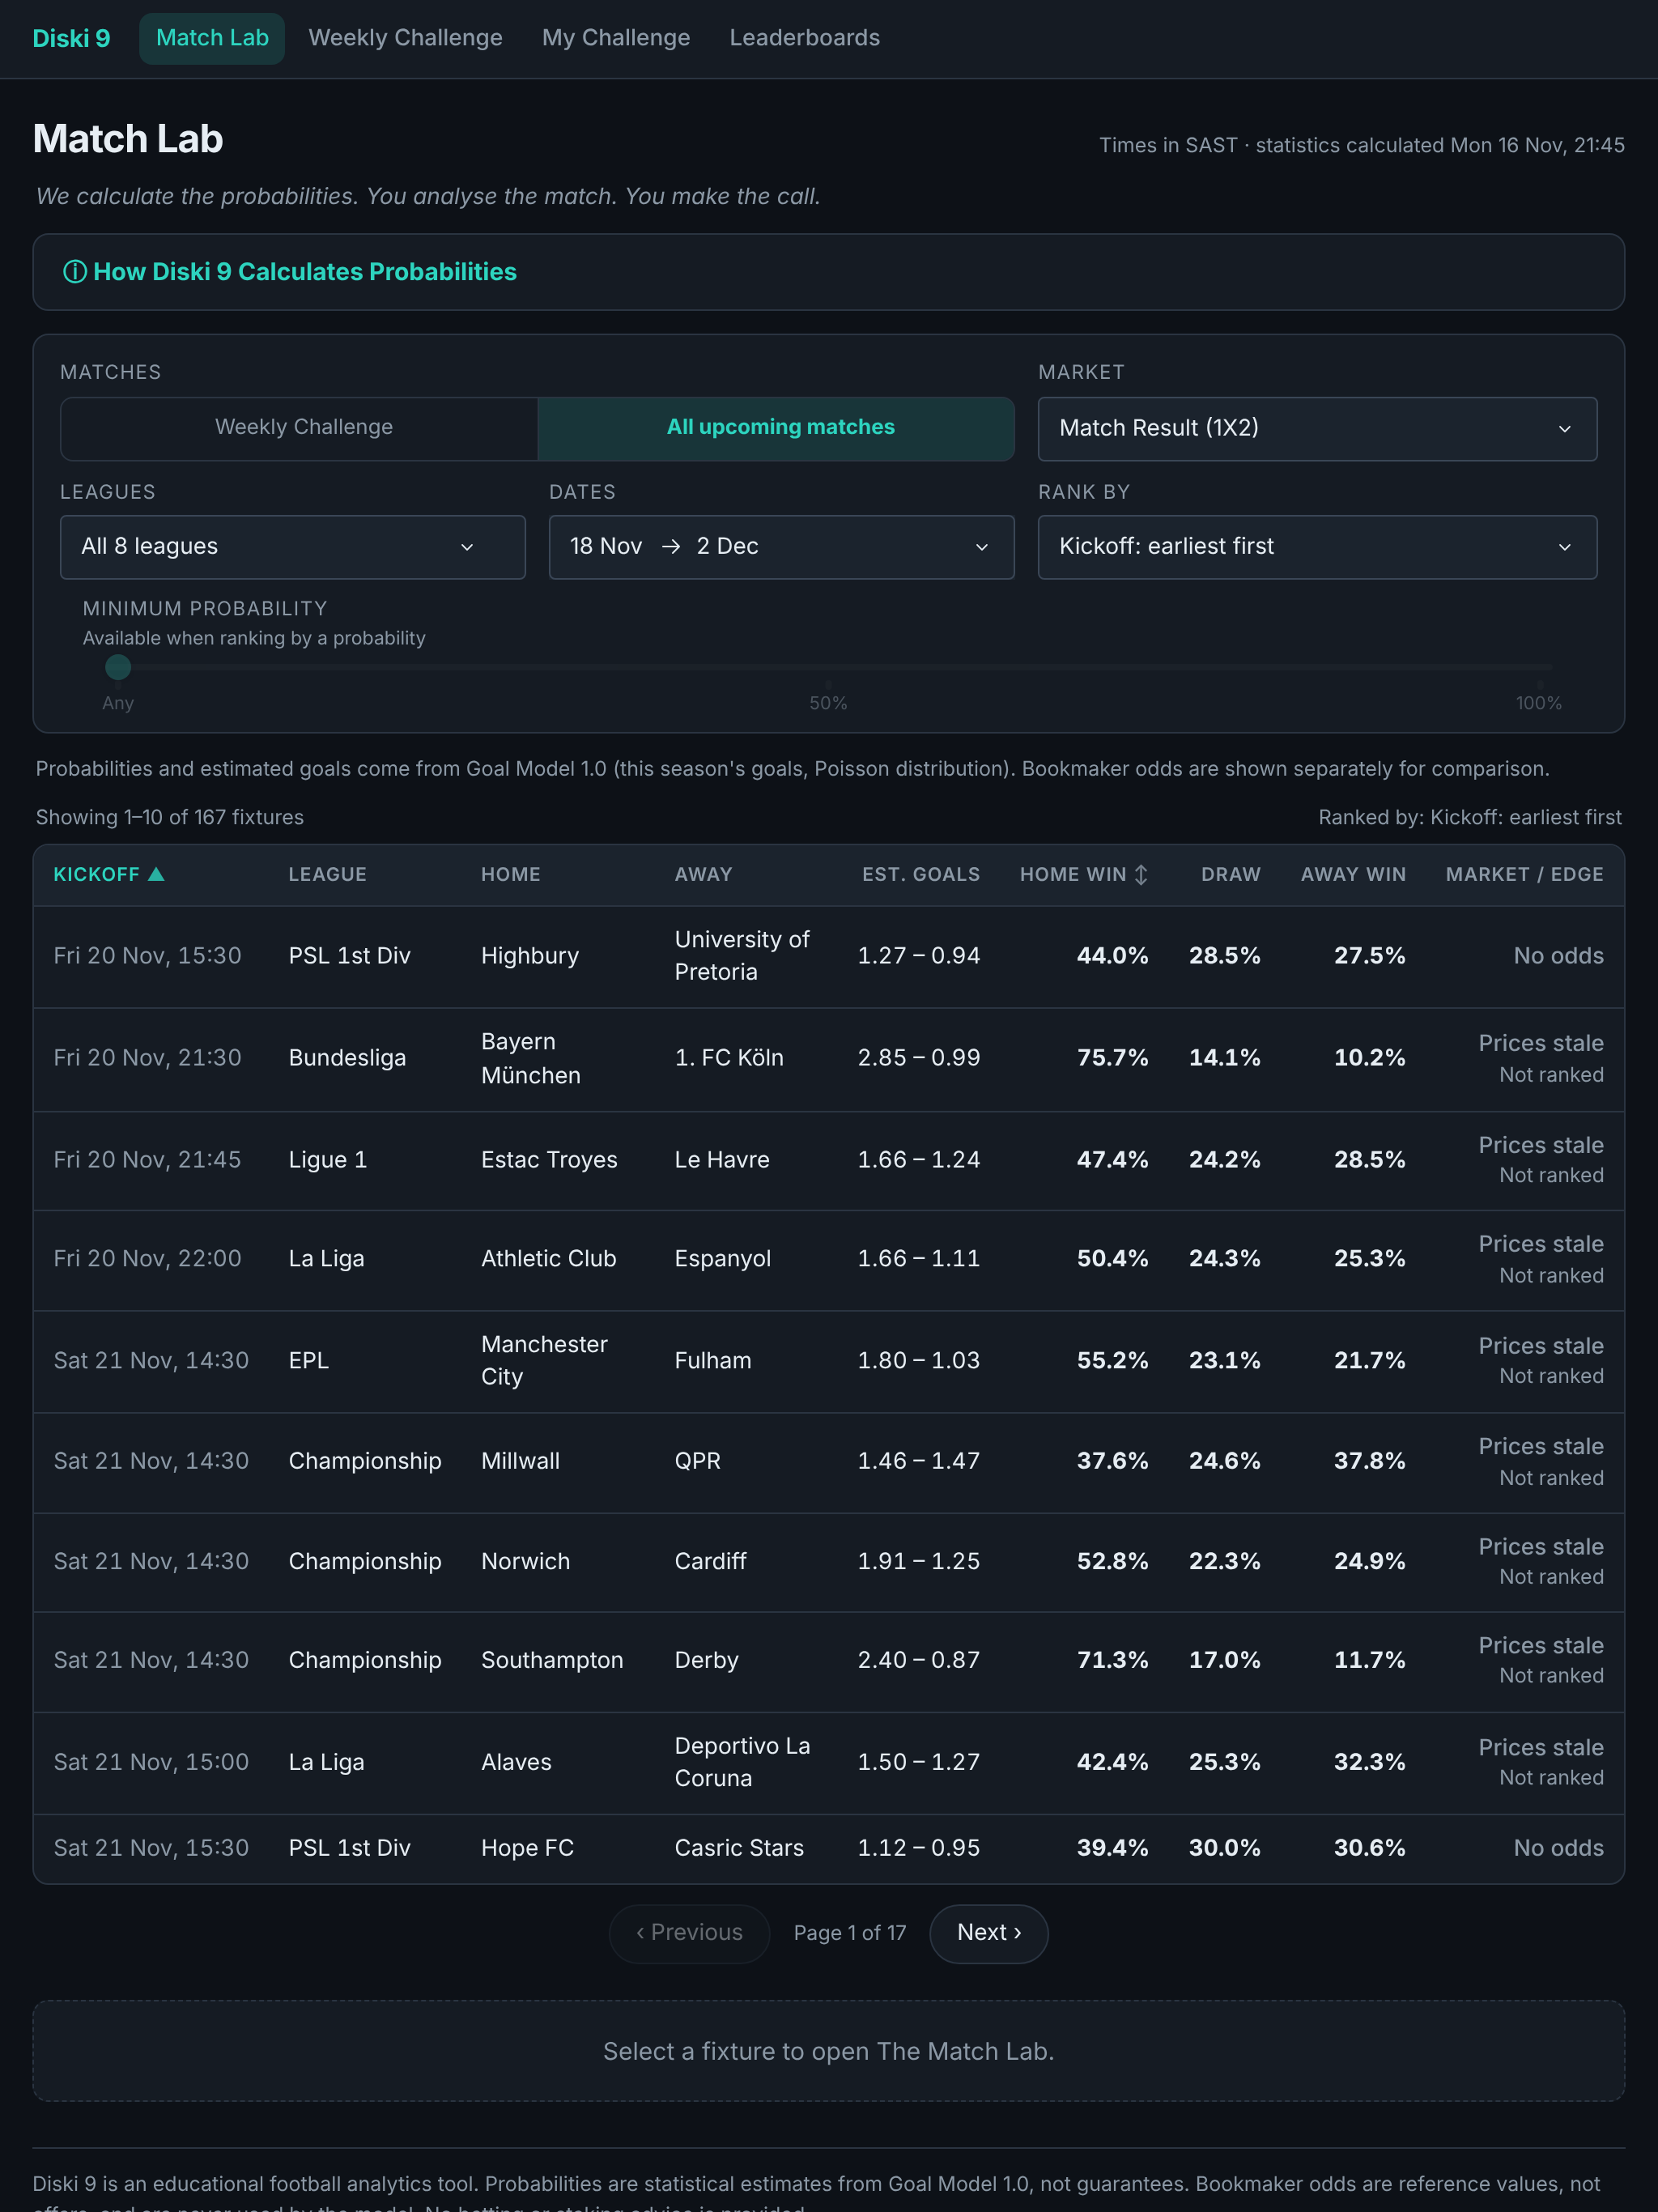 Diski 9 Match Lab Weekly Challenge My Challenge Leaderboards
Match Lab
Times in SAST · statistics calculated Mon 16 Nov, 21:45
We calculate the probabilities. You analyse the match. You make the call.
ⓘ How Diski 9 Calculates Probabilities
MATCHES
Weekly Challenge All upcoming matches
MARKET
Match Result (1X2)
LEAGUES
All 8 leagues
DATES
18 Nov → 2 Dec
RANK BY
Kickoff: earliest first
MINIMUM PROBABILITY
Available when ranking by a probability
Any 50% 100%
Probabilities and estimated goals come from Goal Model 1.0 (this season's goals, Poisson distribution). Bookmaker odds are shown separately for comparison.
Showing 1–10 of 167 fixtures
Ranked by: Kickoff: earliest first
KICKOFF ▲ LEAGUE HOME AWAY EST. GOALS HOME WIN ↕ DRAW AWAY WIN MARKET / EDGE
Fri 20 Nov, 15:30 PSL 1st Div Highbury University of Pretoria 1.27 – 0.94 44.0% 28.5% 27.5% No odds
Fri 20 Nov, 21:30 Bundesliga Bayern München 1. FC Köln 2.85 – 0.99 75.7% 14.1% 10.2% Prices stale Not ranked
Fri 20 Nov, 21:45 Ligue 1 Estac Troyes Le Havre 1.66 – 1.24 47.4% 24.2% 28.5% Prices stale Not ranked
Fri 20 Nov, 22:00 La Liga Athletic Club Espanyol 1.66 – 1.11 50.4% 24.3% 25.3% Prices stale Not ranked
Sat 21 Nov, 14:30 EPL Manchester City Fulham 1.80 – 1.03 55.2% 23.1% 21.7% Prices stale Not ranked
Sat 21 Nov, 14:30 Championship Millwall QPR 1.46 – 1.47 37.6% 24.6% 37.8% Prices stale Not ranked
Sat 21 Nov, 14:30 Championship Norwich Cardiff 1.91 – 1.25 52.8% 22.3% 24.9% Prices stale Not ranked
Sat 21 Nov, 14:30 Championship Southampton Derby 2.40 – 0.87 71.3% 17.0% 11.7% Prices stale Not ranked
Sat 21 Nov, 15:00 La Liga Alaves Deportivo La Coruna 1.50 – 1.27 42.4% 25.3% 32.3% Prices stale Not ranked
Sat 21 Nov, 15:30 PSL 1st Div Hope FC Casric Stars 1.12 – 0.95 39.4% 30.0% 30.6% No odds
‹ Previous Page 1 of 17 Next ›
Select a fixture to open The Match Lab.
Diski 9 is an educational football analytics tool. Probabilities are statistical estimates from Goal Model 1.0, not guarantees. Bookmaker odds are reference values, not